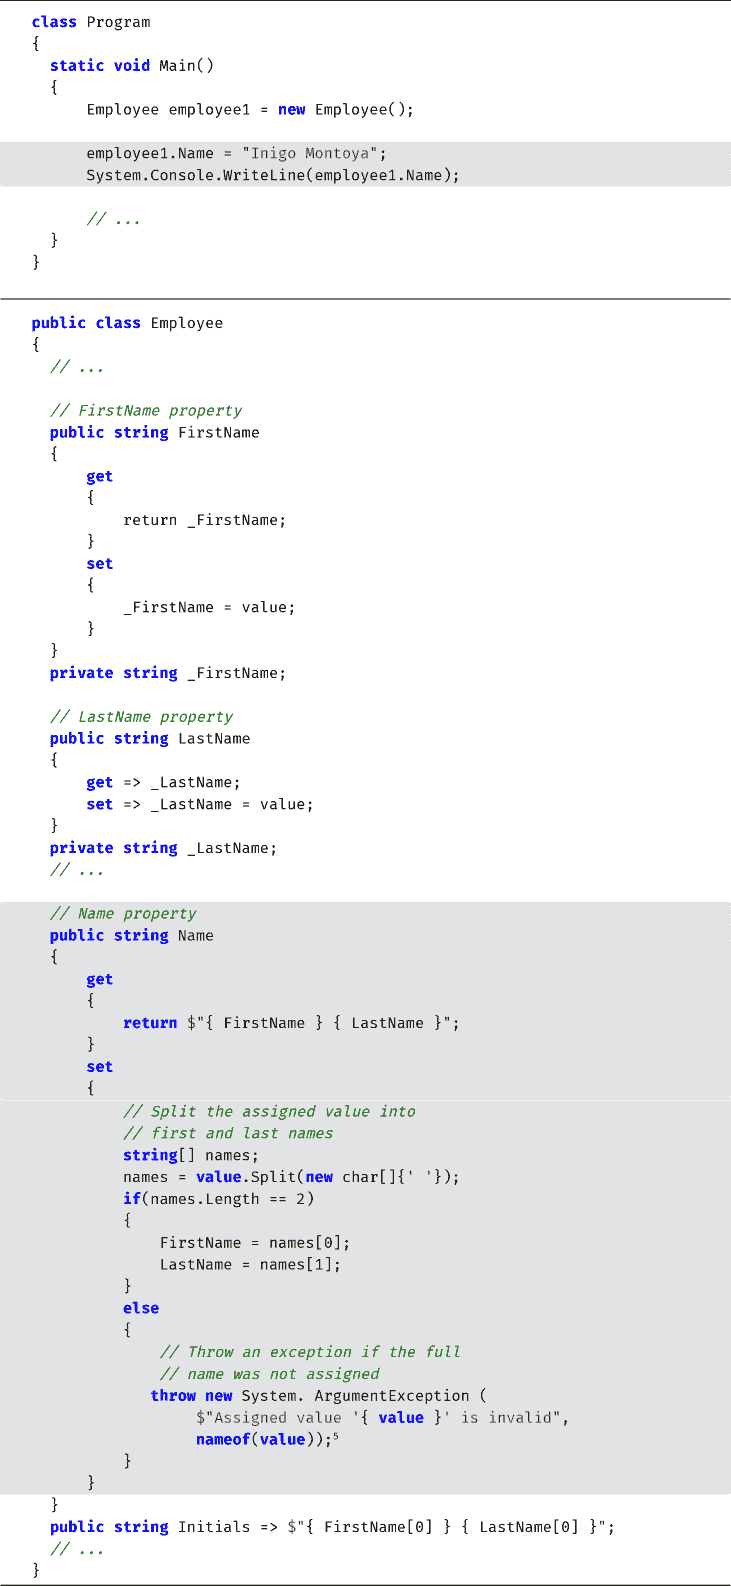 class Program
{
  static void Main()
  {
      Employee employee1 = new Employee();

      employee1.Name = "Inigo Montoya";
      System.Console.WriteLine(employee1.Name);

      // ...
  }
}

public class Employee
{
  // ...

  // FirstName property
  public string FirstName
  {
      get
      {
          return _FirstName;
      }
      set
      {
          _FirstName = value;
      }
  }
  private string _FirstName;

  // LastName property
  public string LastName
  {
      get => _LastName;
      set => _LastName = value;
  }
  private string _LastName;
  // ...

  // Name property
  public string Name
  {
      get
      {
          return $"{ FirstName } { LastName }";
      }
      set
      {
          // Split the assigned value into
          // first and last names
          string[] names;
          names = value.Split(new char[]{' '});
          if(names.Length == 2)
          {
              FirstName = names[0];
              LastName = names[1];
          }
          else
          {
              // Throw an exception if the full
              // name was not assigned
             throw new System. ArgumentException (
                  $"Assigned value '{ value }' is invalid",
                  nameof(value));5
          }
      }
  }
  public string Initials => $"{ FirstName[0] } { LastName[0] }";
  // ...
}